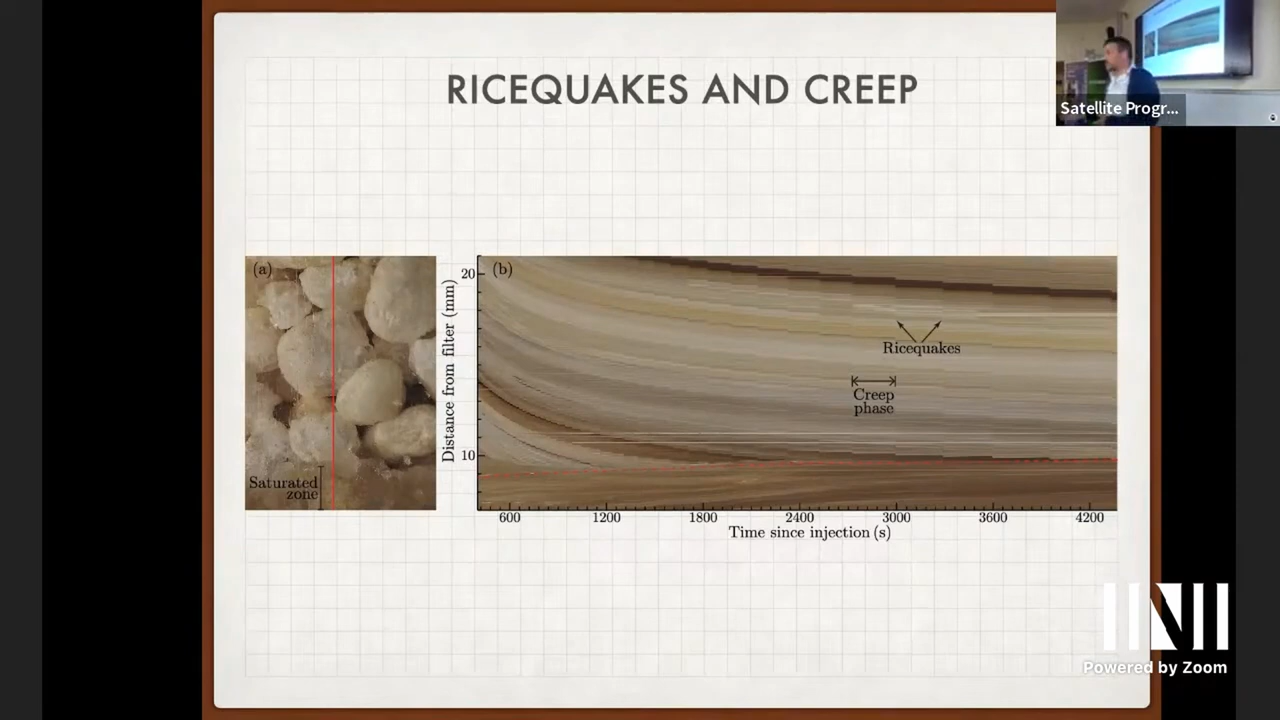 RICEQUAKES AND CREEP
Satellite Progr...
(a)
Saturated
zone
(b)
20
10
Distance from filter (mm)
Ricequakes
Creep
phase
600 1200 1800 2400 3000 3600 4200
Time since injection (s)
INI
Powered by Zoom